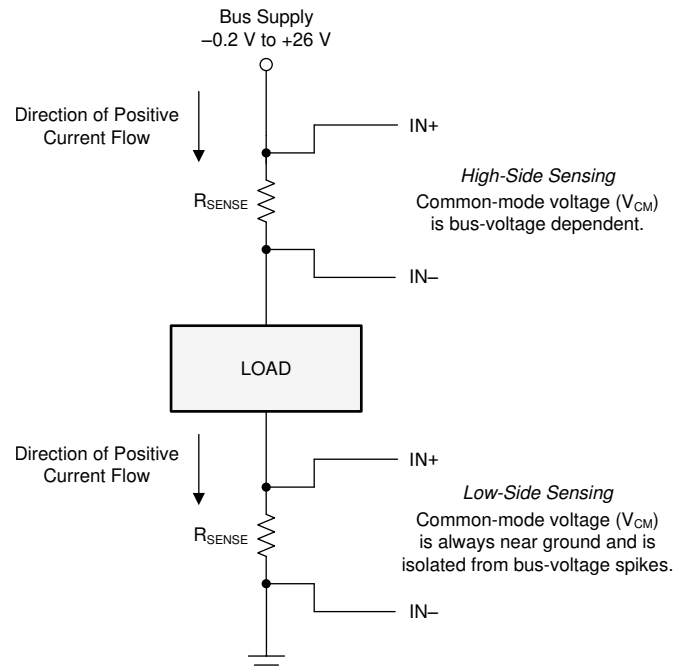 Bus Supply
–0.2 V to +26 V
Direction of Positive
Current Flow
IN+
RSENSE
High-Side Sensing
Common-mode voltage (VCM)
is bus-voltage dependent.
IN–
LOAD
Direction of Positive
Current Flow
IN+
RSENSE
Low-Side Sensing
Common-mode voltage (VCM)
is always near ground and is
isolated from bus-voltage spikes.
IN–